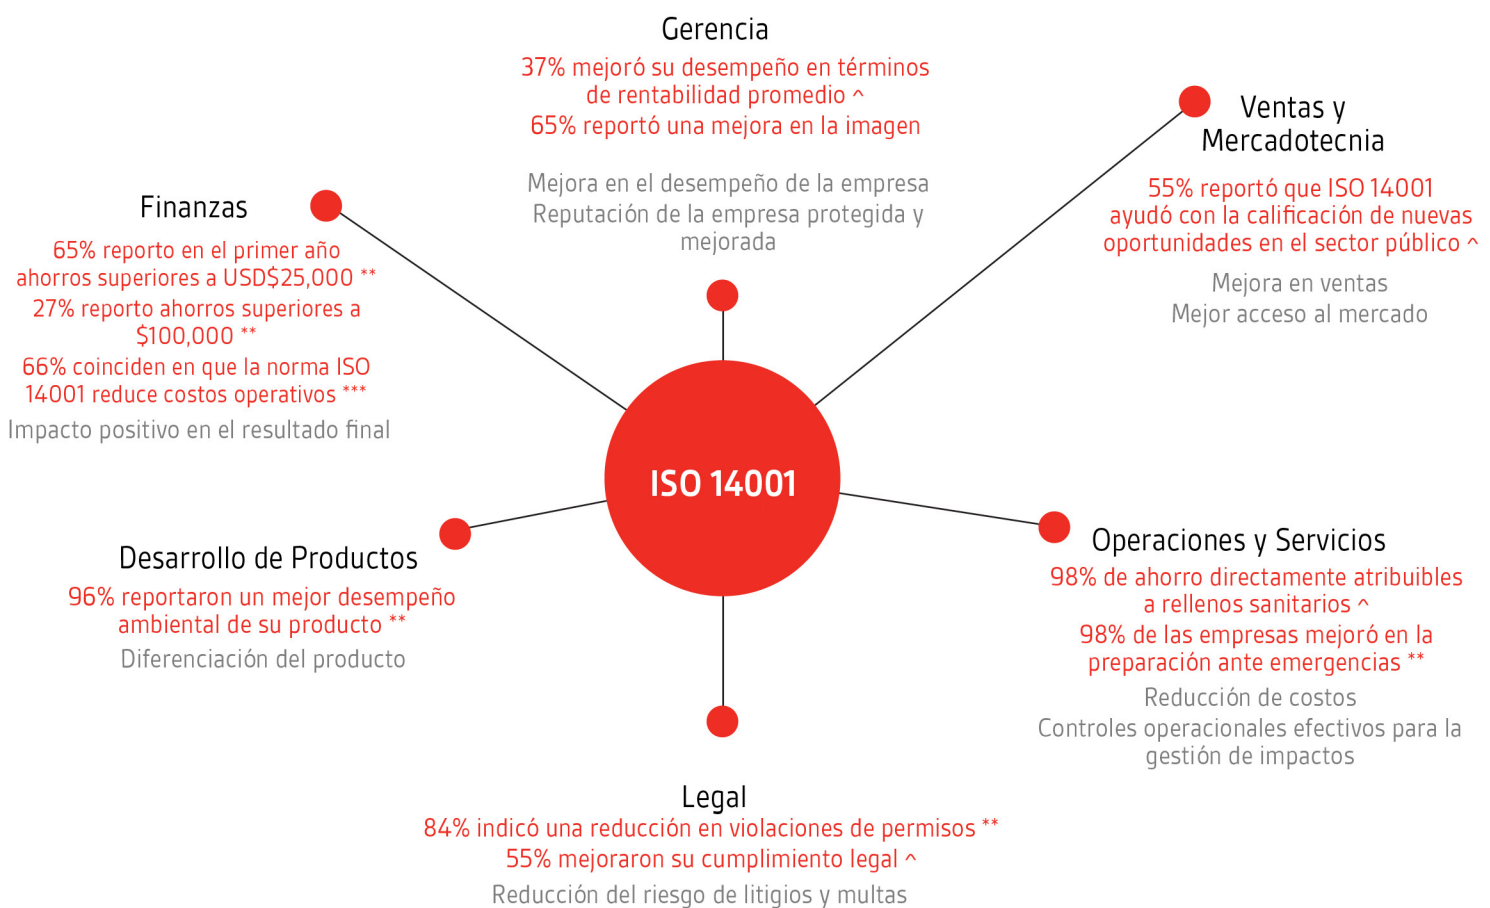 Gerencia
37% mejoró su desempeño en términos
de rentabilidad promedio ^
65% reportó una mejora en la imagen
Mejora en el desempeño de la empresa
Reputación de la empresa protegida y
mejorada
Ventas y
Mercadotecnia
55% reportó que ISO 14001
ayudó con la calificación de nuevas
oportunidades en el sector público ^
Mejora en ventas
Mejor acceso al mercado
Finanzas
65% reporto en el primer año
ahorros superiores a USD$25,000 **
27% reporto ahorros superiores a
$100,000 **
66% coinciden en que la norma ISO
14001 reduce costos operativos ***
Impacto positivo en el resultado final
ISO 14001
Desarrollo de Productos
96% reportaron un mejor desempeño
ambiental de su producto **
Diferenciación del producto
Operaciones y Servicios
98% de ahorro directamente atribuibles
a rellenos sanitarios ^
98% de las empresas mejoró en la
preparación ante emergencias **
Reducción de costos
Controles operacionales efectivos para la
gestión de impactos
Legal
84% indicó una reducción en violaciones de permisos **
55% mejoraron su cumplimiento legal ^
Reducción del riesgo de litigios y multas